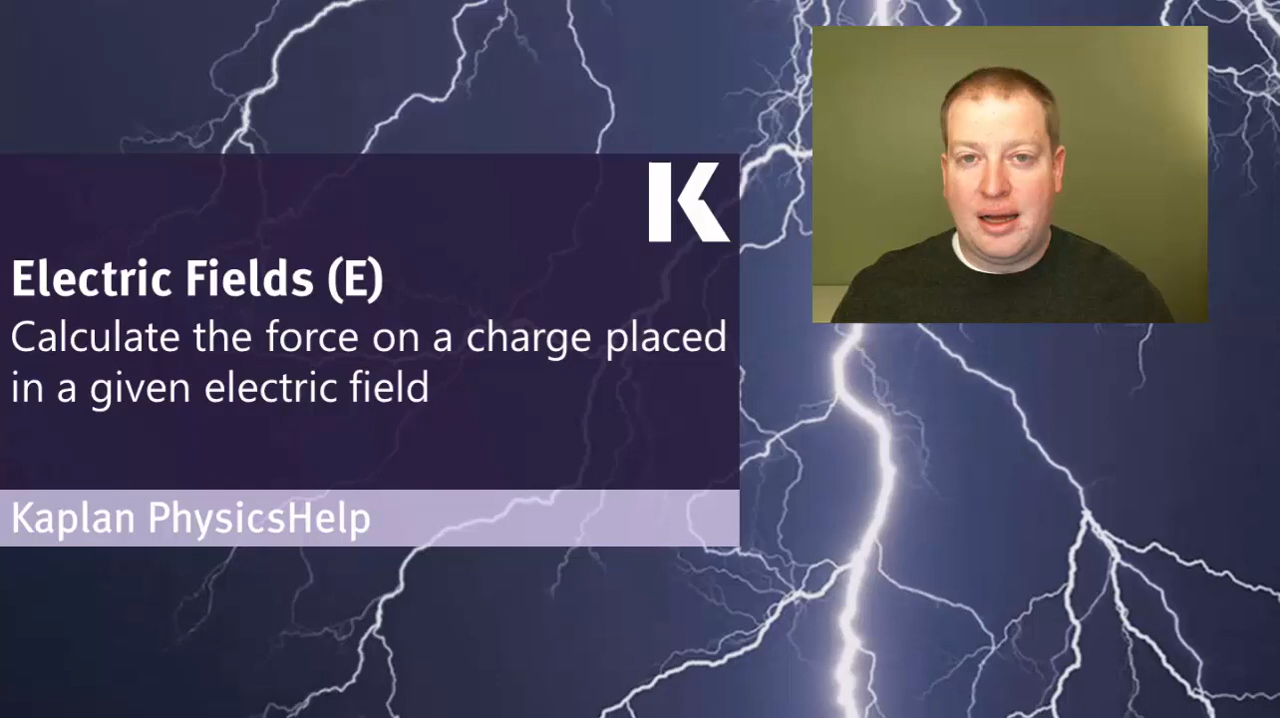 K
Electric Fields (E)
Calculate the force on a charge placed
in a given electric field
Kaplan PhysicsHelp